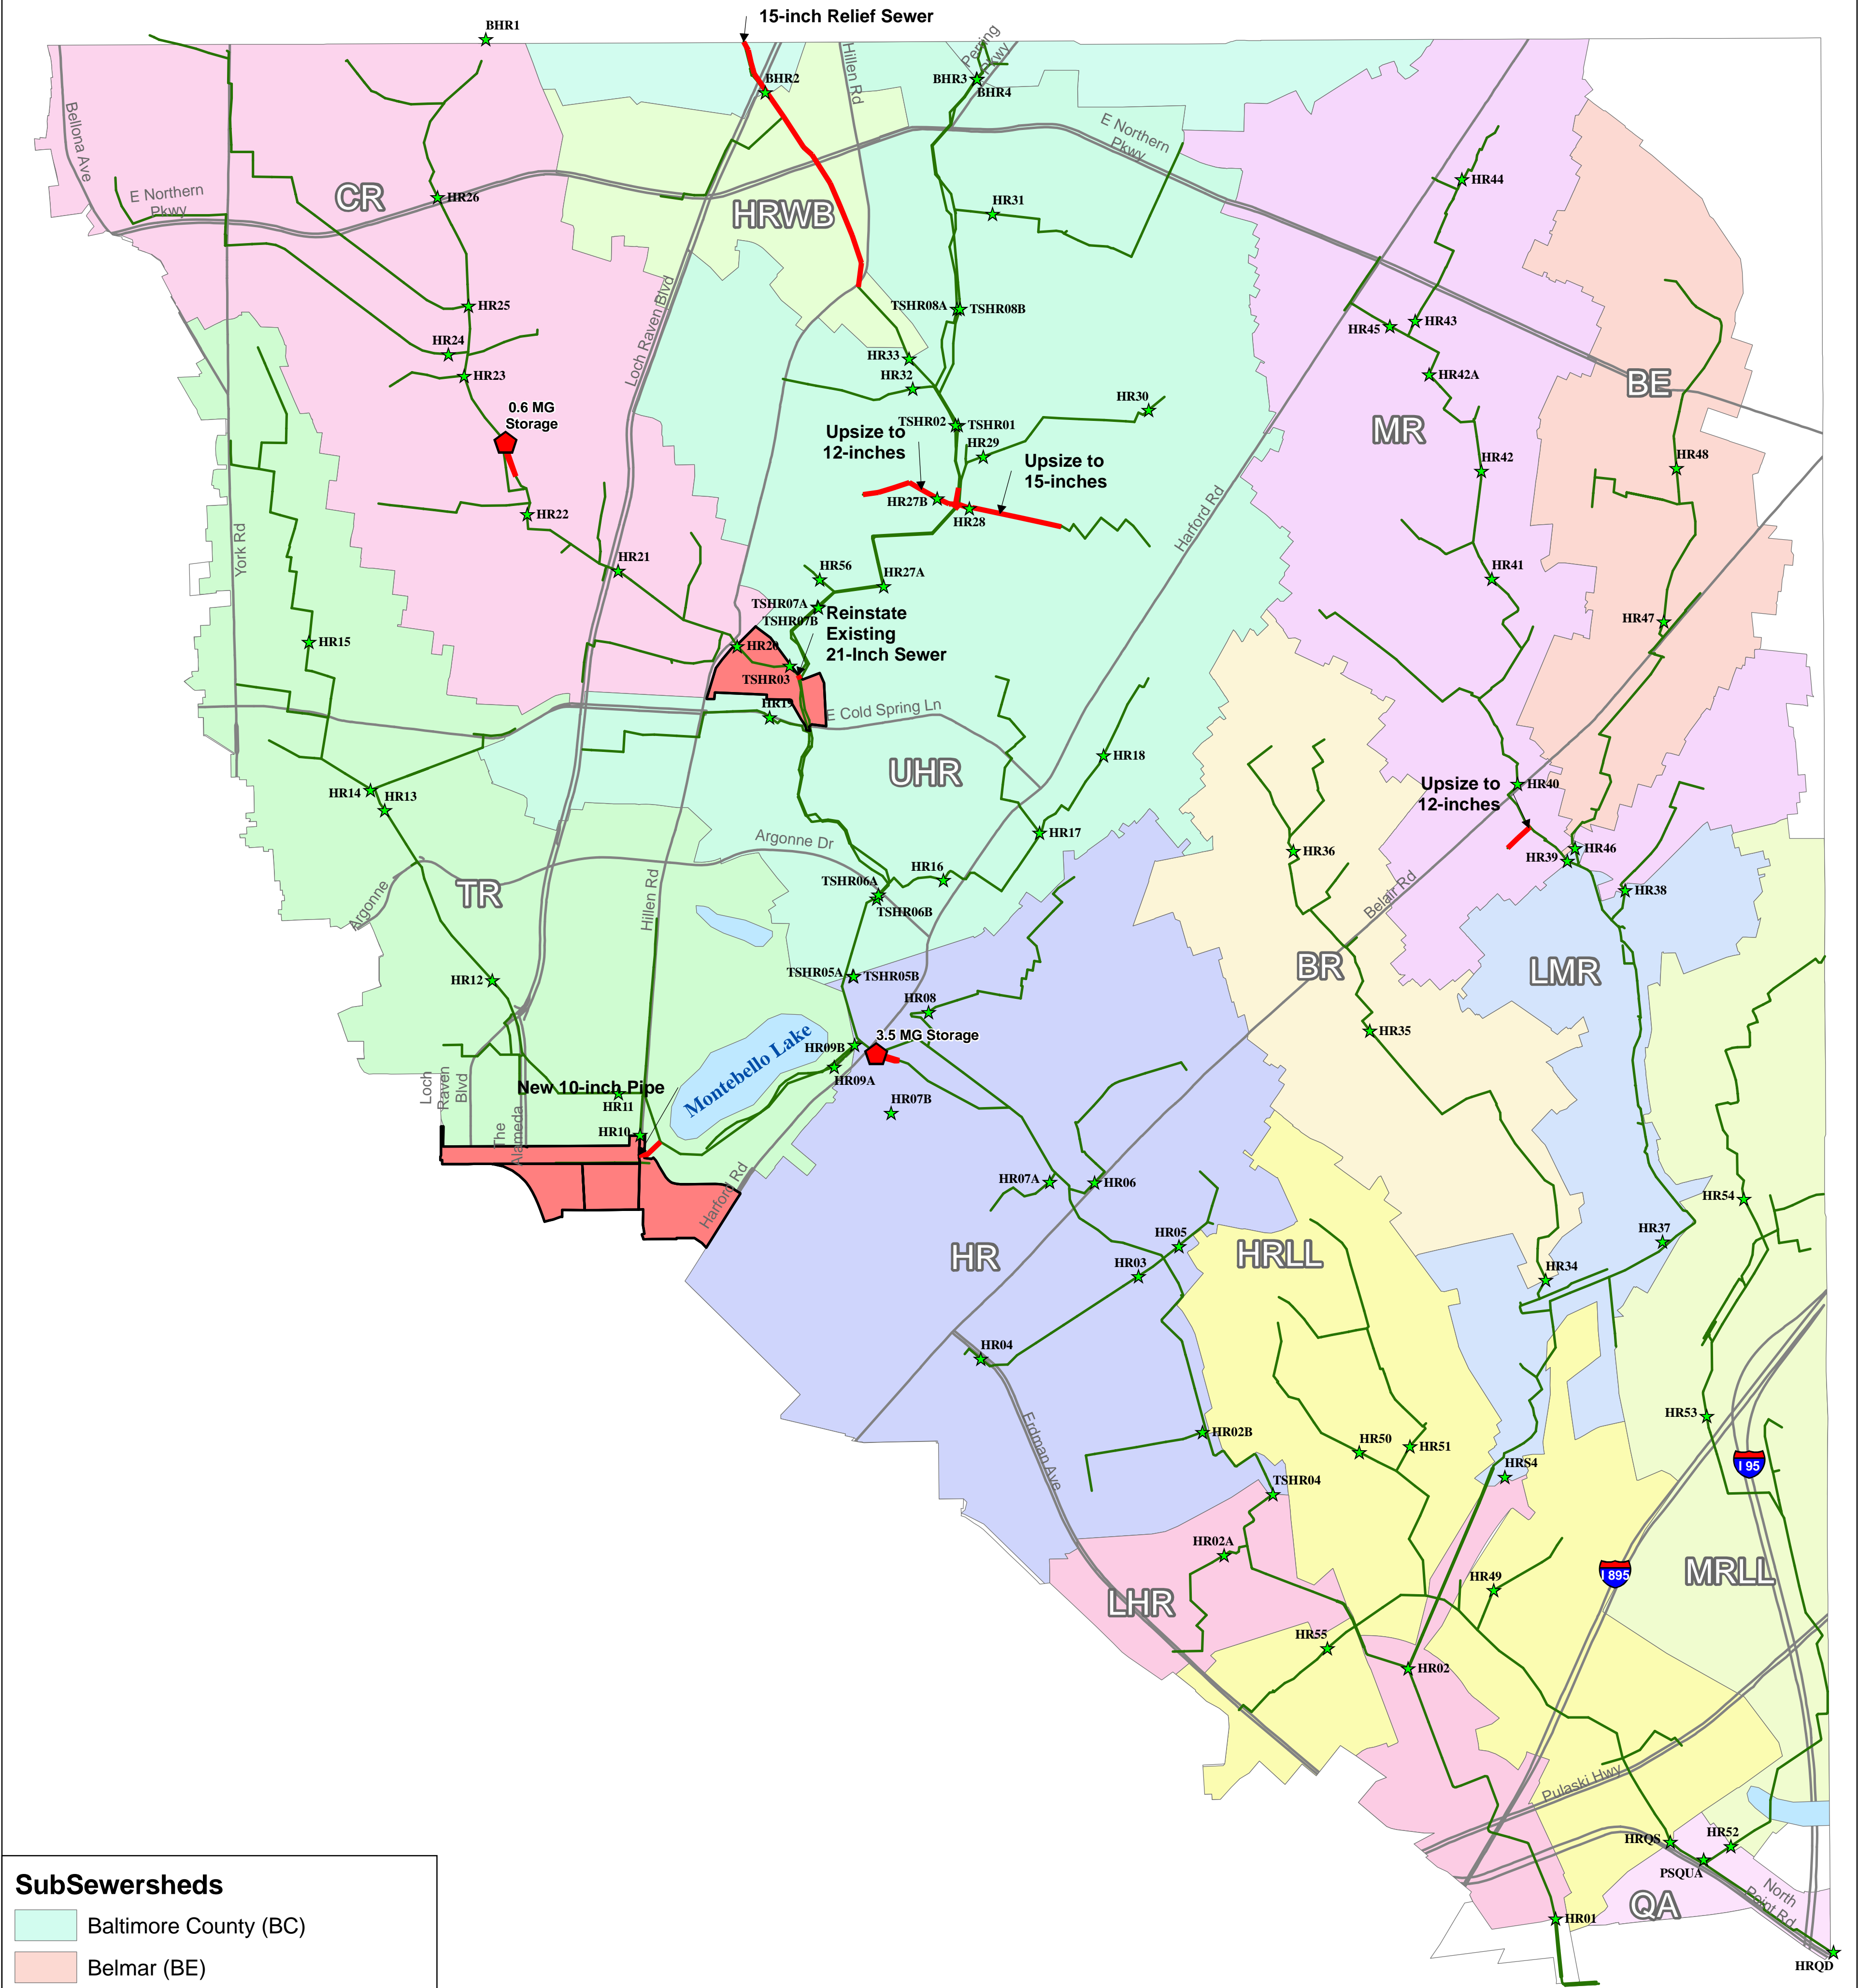 15-inch Relief Sewer
BHR1
Perring
Pkwy
Hillen Rd
BHR2
BHR3
BHR4
Bellona Ave
E Northern
Pkwy
HR44
E Northern
Pkwy
CR
HR26
HRWB
HR31
HR25
TSHR08A
TSHR08B
Loch Raven Blvd
HR45
HR43
HR24
HR33
HR23
HR32
HR42A
BE
0.6 MG
Storage
HR30
TSHR02
TSHR01
MR
Upsize to
12-inches
HR29
Upsize to
15-inches
HR42
HR48
HR27B
HR28
HR22
Harford Rd
York Rd
HR21
HR56
HR27A
HR41
TSHR07A
TSHR07B
Reinstate
Existing
21-Inch Sewer
HR47
HR15
HR20
TSHR03
HR19
E Cold Spring Ln
HR18
UHR
HR14
HR13
Upsize to
12-inches
HR40
HR17
Argonne Dr
HR36
HR46
HR39
HR16
TR
Argonne
Hillen Rd
TSHR06A
TSHR06B
Belair Rd
HR38
BR
LMR
HR12
TSHR05A
TSHR05B
HR08
HR35
3.5 MG Storage
HR09B
Montebello Lake
HR09A
Loch
Raven
Blvd
New 10-inch Pipe
HR11
HR07B
The
Alameda
HR10
Harford Rd
HR07A
HR06
HR54
HR05
HR37
HR
HRLL
HR03
HR34
HR04
HR53
Erdman Ave
HR02B
HR50
HR51
I 95
HRS4
TSHR04
HR02A
I 895
MRLL
HR49
LHR
HR55
HR02
Pulaski Hwy
HRQS
HR52
PSQUA
SubSewersheds
QA
North
Point Rd
HR01
Baltimore County (BC)
HRQD
Belmar (BE)